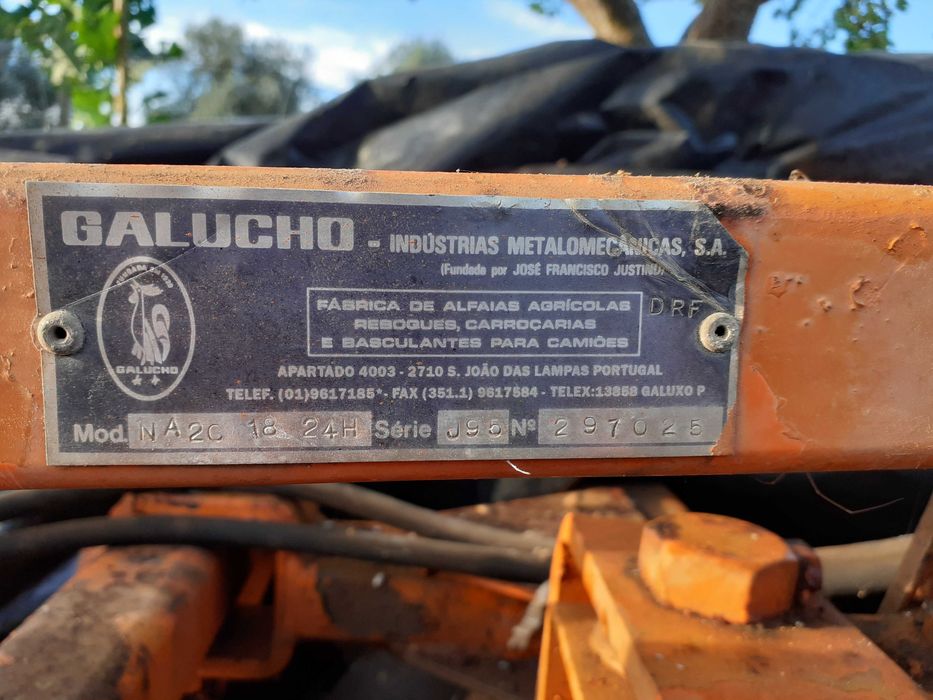 GALUCHO - INDÚSTRIAS METALOMECÂNICAS, S.A.
(Fundada por JOSÉ FRANCISCO JUSTINO
FÁBRICA DE ALFAIAS AGRÍCOLAS
REBOQUES, CARROÇARIAS
E BASCULANTES PARA CAMIÕES
DRF
GALUCHO
APARTADO 4003 - 2710 S. JOÃO DAS LAMPAS PORTUGAL
TELEF. (01)9617185* - FAX (351.1) 9617584 - TELEX:13858 GALUXO P
Mod. NA2C 18 24H Série J95 Nº 297025